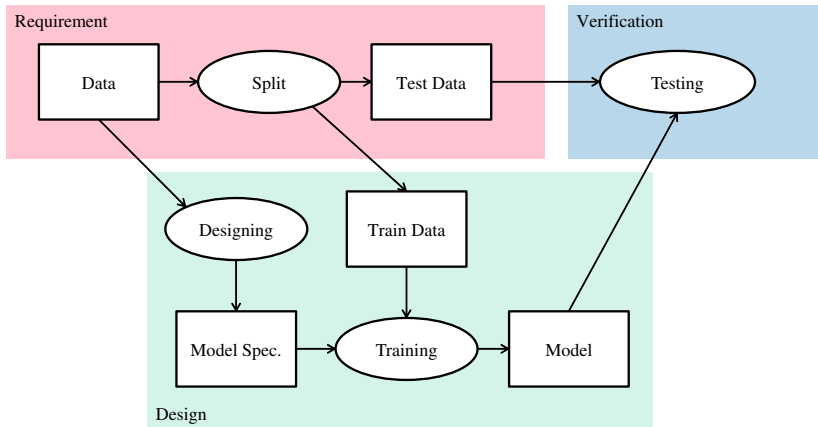 Requirement
Verification
Data
Split
Test Data
Testing
Designing
Train Data
Model Spec.
Training
Model
Design